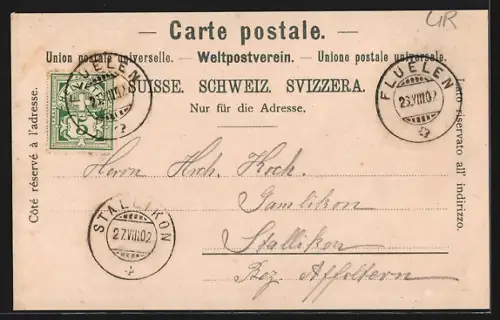 UR
— Carte postale. —
Union postale universelle. — Weltpostverein. — Unione postale universale.
SUISSE. SCHWEIZ. SVIZZERA.
Nur für die Adresse.
Côté réservé à l'adresse.
Lato riservato all' indirizzo.
FLUELEN
FLUELEN
26.VIII.02
5
Herrn Hch. Koch.
Gamlikon
Stallikon
Bez. Affoltern
STALLIKON
27.VIII.02